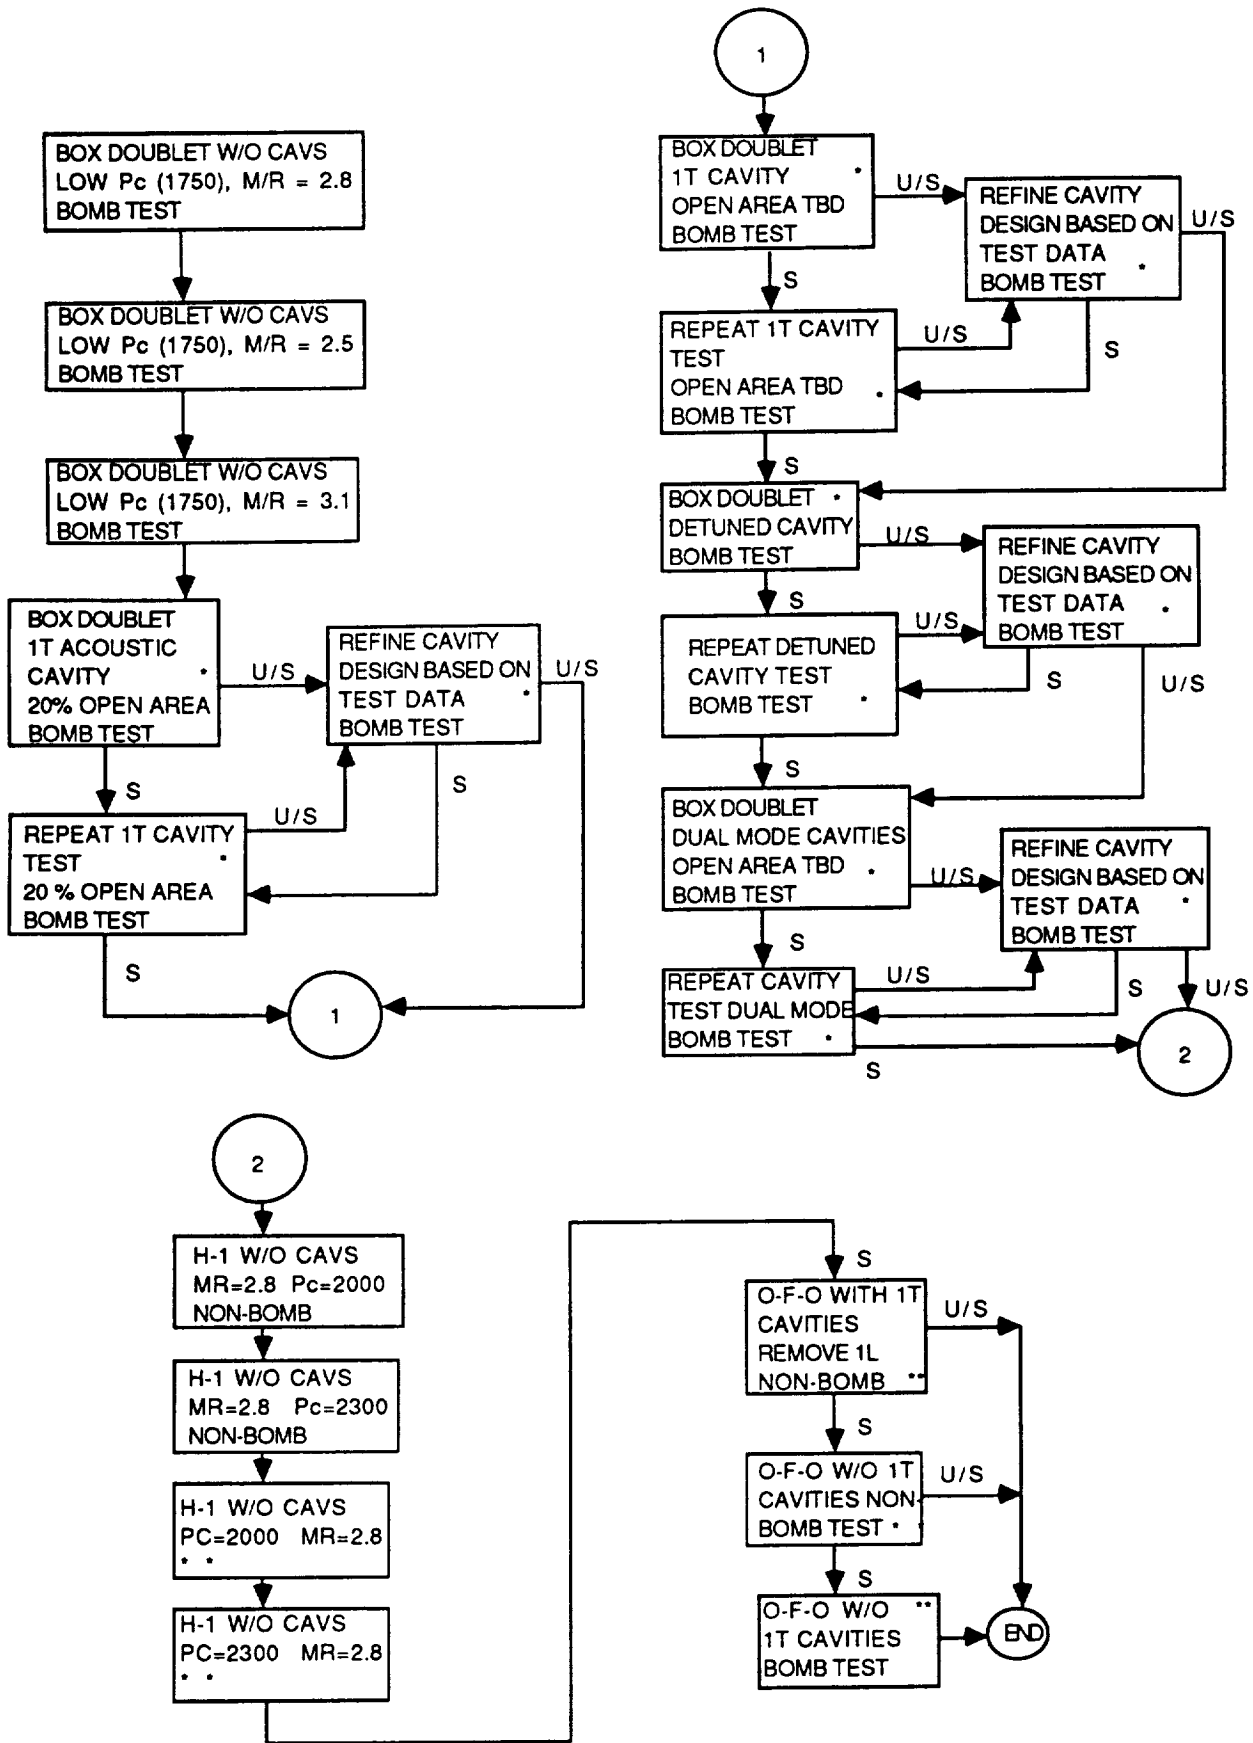 BOX DOUBLET W/O CAVS
LOW Pc (1750), M/R = 2.8
BOMB TEST
BOX DOUBLET W/O CAVS
LOW Pc (1750), M/R = 2.5
BOMB TEST
BOX DOUBLET W/O CAVS
LOW Pc (1750), M/R = 3.1
BOMB TEST
BOX DOUBLET
1T ACOUSTIC
CAVITY *
20% OPEN AREA
BOMB TEST
U/S
REFINE CAVITY
DESIGN BASED ON
TEST DATA *
BOMB TEST
U/S
S
S
REPEAT 1T CAVITY
TEST *
20 % OPEN AREA
BOMB TEST
U/S
S
1
1
BOX DOUBLET
1T CAVITY *
OPEN AREA TBD
BOMB TEST
U/S
REFINE CAVITY
DESIGN BASED ON
TEST DATA
BOMB TEST *
U/S
S
S
REPEAT 1T CAVITY
TEST
OPEN AREA TBD *
BOMB TEST
U/S
S
BOX DOUBLET *
DETUNED CAVITY
BOMB TEST
U/S
REFINE CAVITY
DESIGN BASED ON
TEST DATA *
BOMB TEST
S
U/S
S
REPEAT DETUNED
CAVITY TEST
BOMB TEST *
U/S
S
BOX DOUBLET
DUAL MODE CAVITIES
OPEN AREA TBD *
BOMB TEST
U/S
REFINE CAVITY
DESIGN BASED ON
TEST DATA *
BOMB TEST
S
U/S
S
REPEAT CAVITY
TEST DUAL MODE
BOMB TEST *
U/S
S
2
2
H-1 W/O CAVS
MR=2.8 Pc=2000
NON-BOMB
H-1 W/O CAVS
MR=2.8 Pc=2300
NON-BOMB
H-1 W/O CAVS
PC=2000 MR=2.8
* *
H-1 W/O CAVS
PC=2300 MR=2.8
* *
S
O-F-O WITH 1T
CAVITIES
REMOVE 1L
NON-BOMB **
U/S
S
O-F-O W/O 1T
CAVITIES NON-
BOMB TEST * *
U/S
S
O-F-O W/O **
1T CAVITIES
BOMB TEST
END